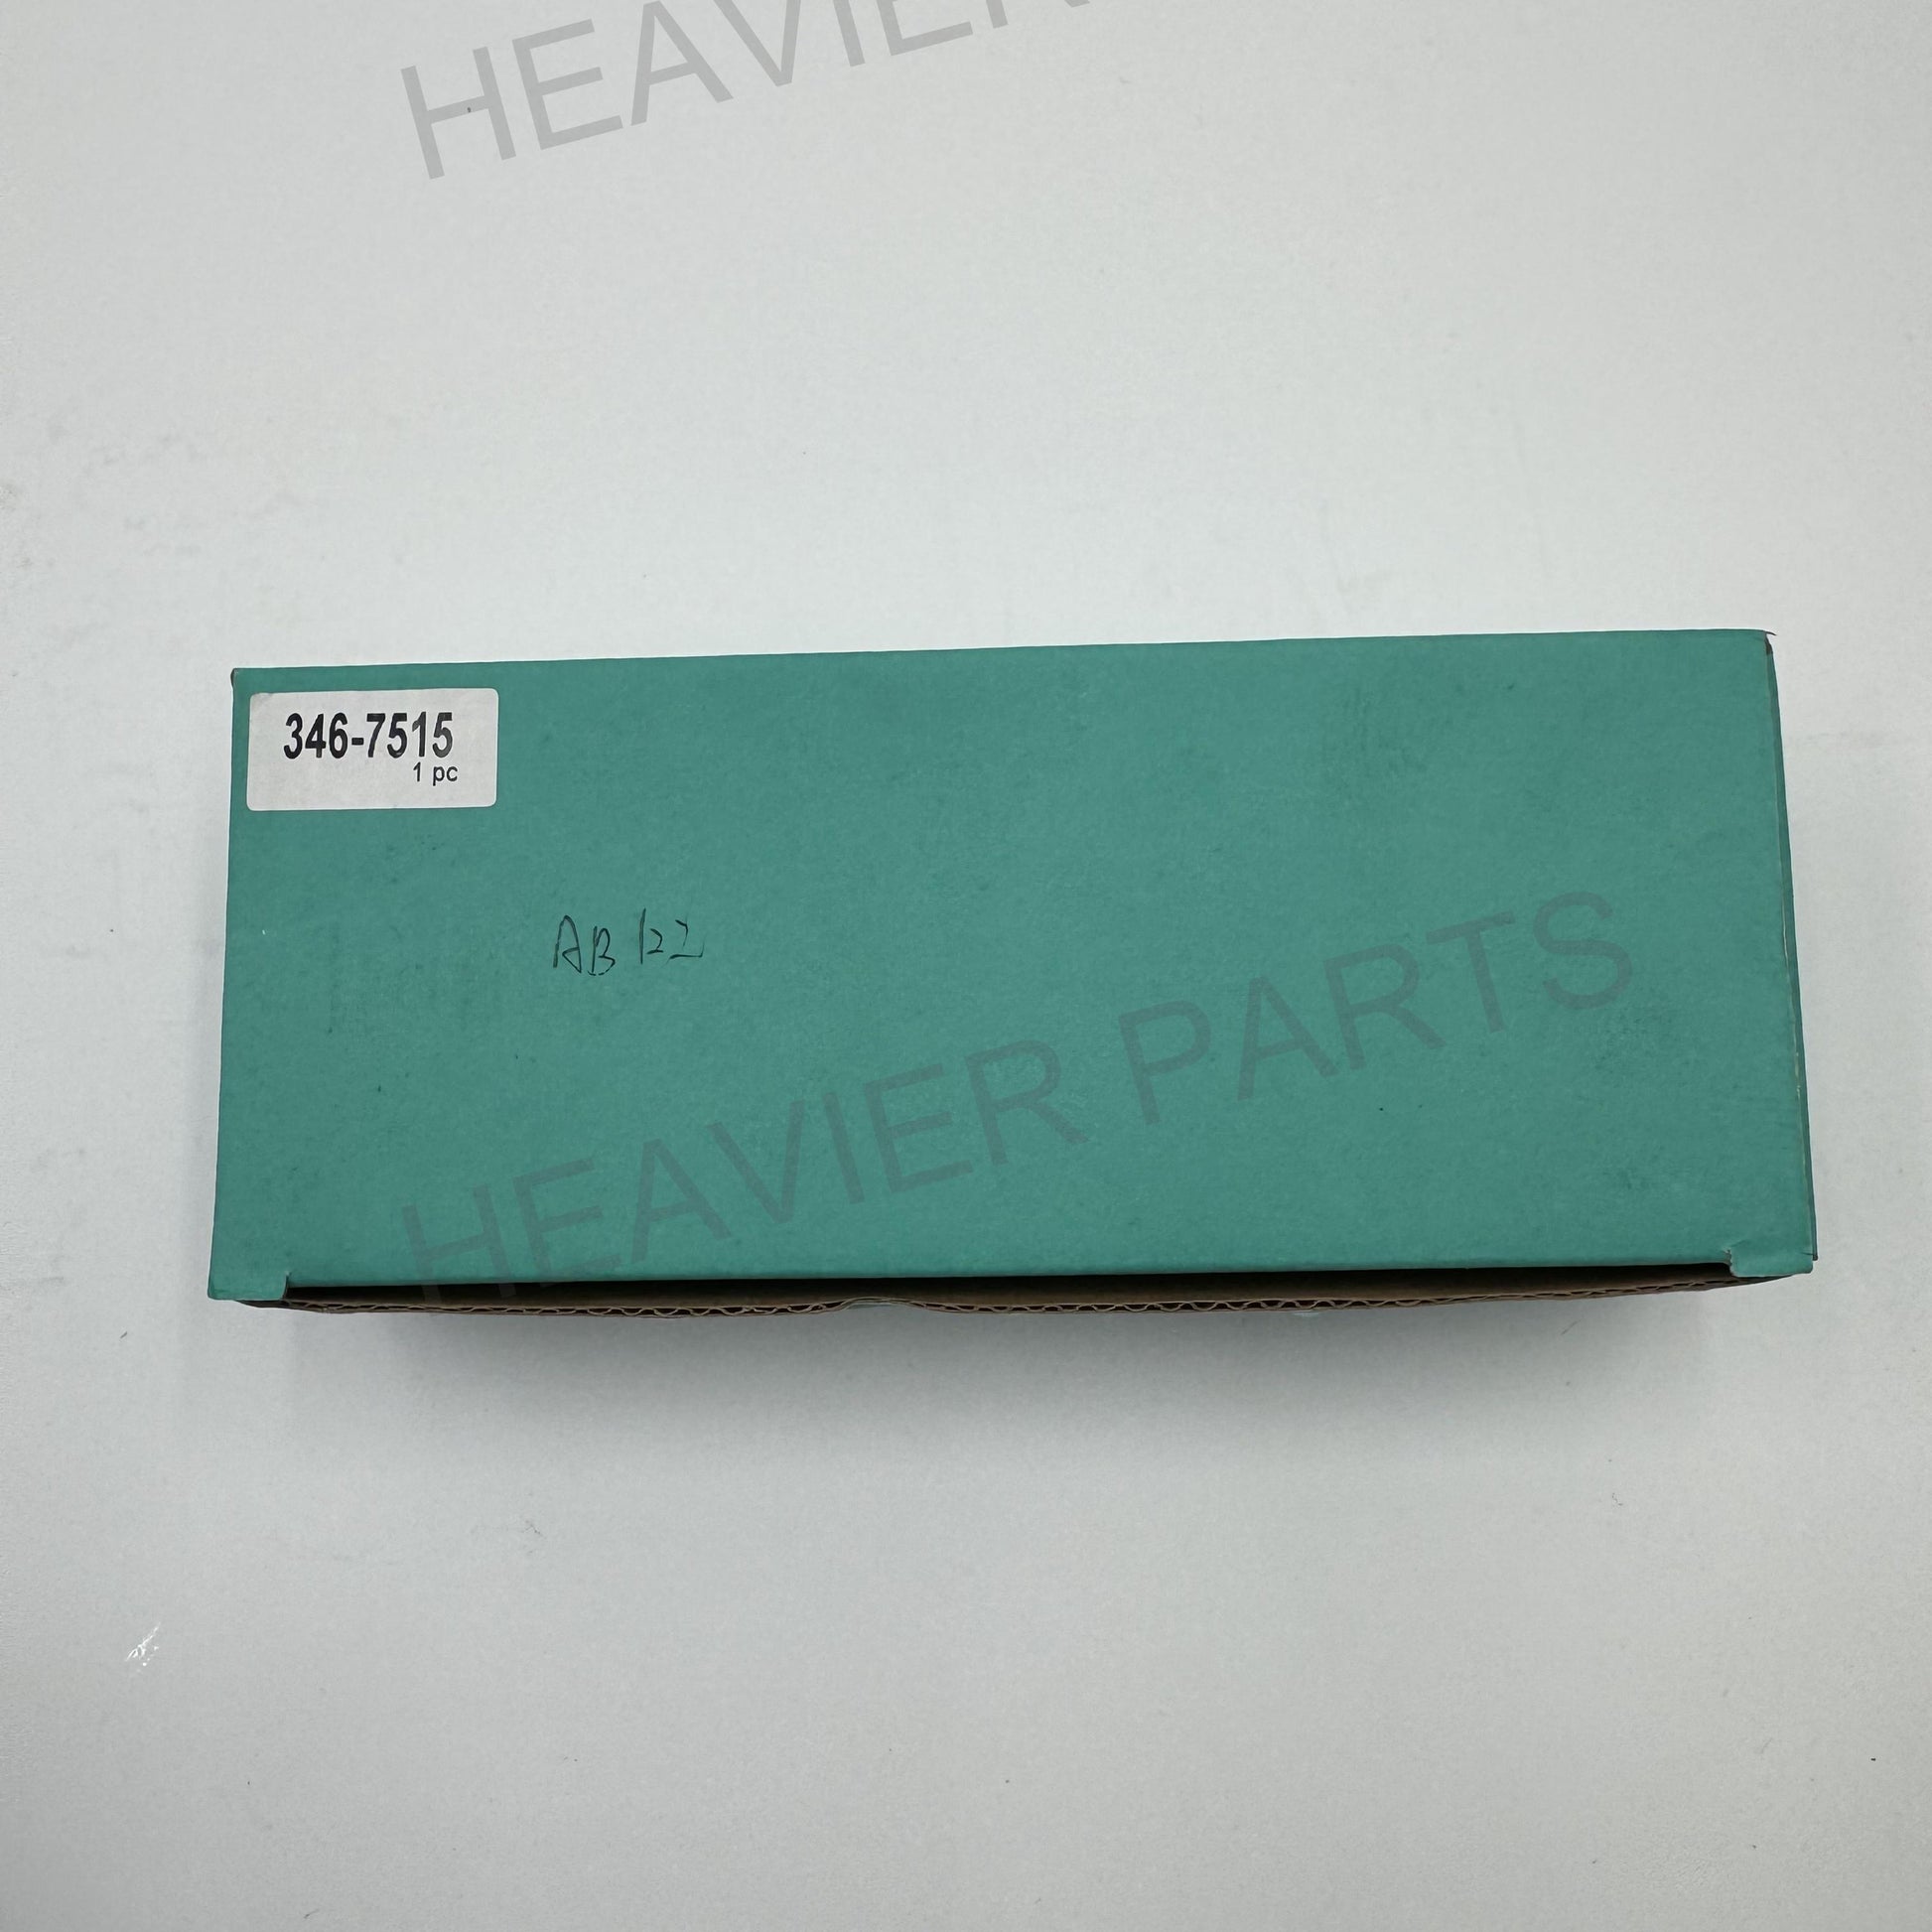 HEAVIER
346-7515
1 pc
AB 122
HEAVIER PARTS